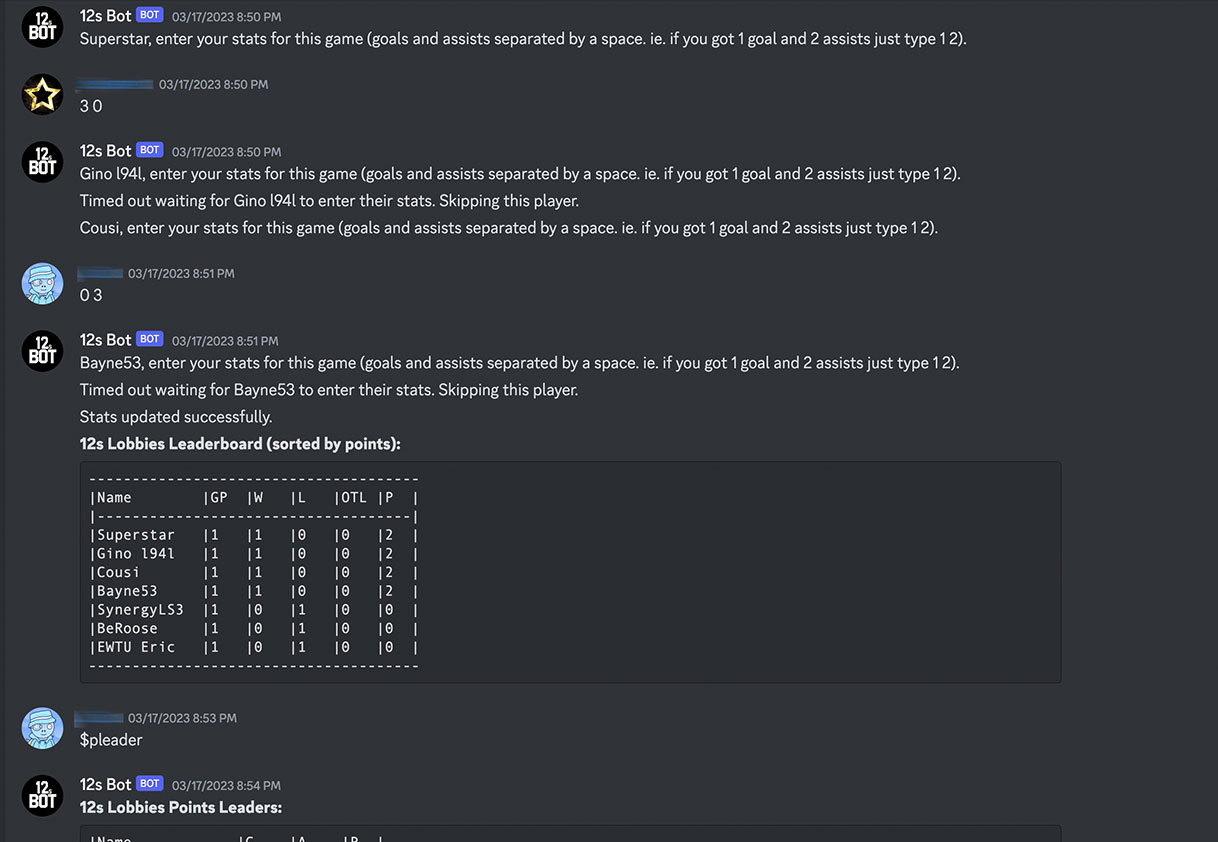 12s BOT
12s Bot BOT 03/17/2023 8:50 PM
Superstar, enter your stats for this game (goals and assists separated by a space. ie. if you got 1 goal and 2 assists just type 1 2).
03/17/2023 8:50 PM
3 0
12s BOT
12s Bot BOT 03/17/2023 8:50 PM
Gino l94l, enter your stats for this game (goals and assists separated by a space. ie. if you got 1 goal and 2 assists just type 1 2).
Timed out waiting for Gino l94l to enter their stats. Skipping this player.
Cousi, enter your stats for this game (goals and assists separated by a space. ie. if you got 1 goal and 2 assists just type 1 2).
03/17/2023 8:51 PM
0 3
12s BOT
12s Bot BOT 03/17/2023 8:51 PM
Bayne53, enter your stats for this game (goals and assists separated by a space. ie. if you got 1 goal and 2 assists just type 1 2).
Timed out waiting for Bayne53 to enter their stats. Skipping this player.
Stats updated successfully.
12s Lobbies Leaderboard (sorted by points):
--------------------------------------
|Name        |GP  |W   |L   |OTL |P  |
|------------------------------------|
|Superstar   |1   |1   |0   |0   |2  |
|Gino l94l   |1   |1   |0   |0   |2  |
|Cousi       |1   |1   |0   |0   |2  |
|Bayne53     |1   |1   |0   |0   |2  |
|SynergyLS3  |1   |0   |1   |0   |0  |
|BeRoose     |1   |0   |1   |0   |0  |
|EWTU Eric   |1   |0   |1   |0   |0  |
--------------------------------------
03/17/2023 8:53 PM
$pleader
12s BOT
12s Bot BOT 03/17/2023 8:54 PM
12s Lobbies Points Leaders:
|Name            |G    |A    |P  |